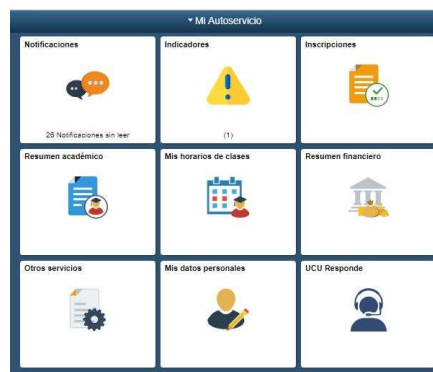 Mi Autoservicio
Notificaciones
26 Notificaciones sin leer
Indicadores
(1)
Inscripciones
Resumen académico
Mis horarios de clases
Resumen financiero
Otros servicios
Mis datos personales
UCU Responde